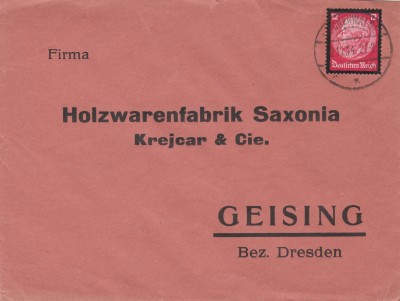 Deutsches Reich
Firma
Holzwarenfabrik Saxonia
Krejcar & Cie.
GEISING
Bez. Dresden